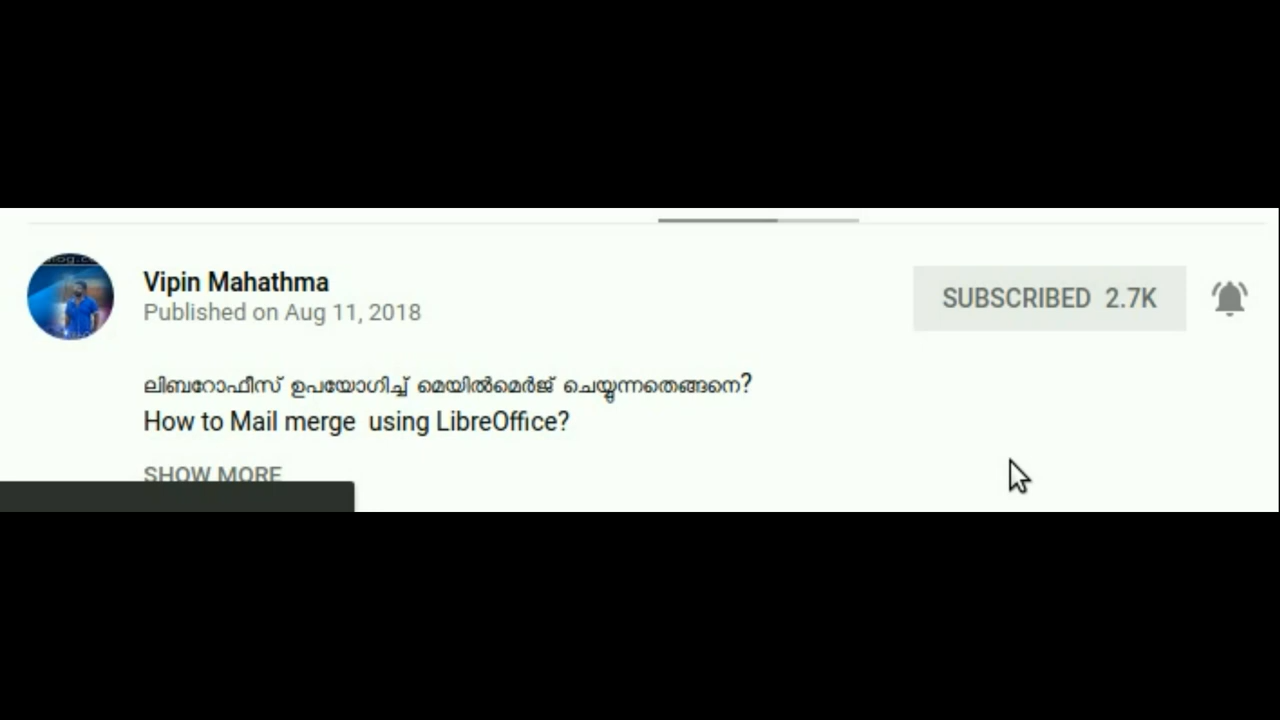 Vipin Mahathma
Published on Aug 11, 2018
SUBSCRIBED 2.7K
ലിബറോഫീസ് ഉപയോഗിച്ച് മെയിൽമെർജ് ചെയ്യുന്നതെങ്ങനെ?
How to Mail merge  using LibreOffice?
SHOW MORE